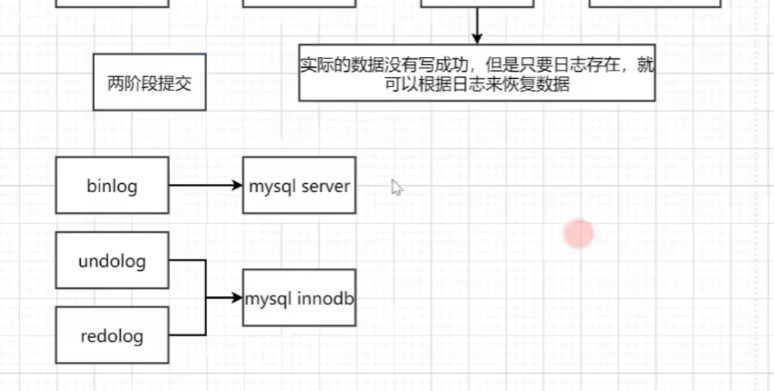 两阶段提交
实际的数据没有写成功，但是只要日志存在，就
可以根据日志来恢复数据
binlog
mysql server
undolog
mysql innodb
redolog